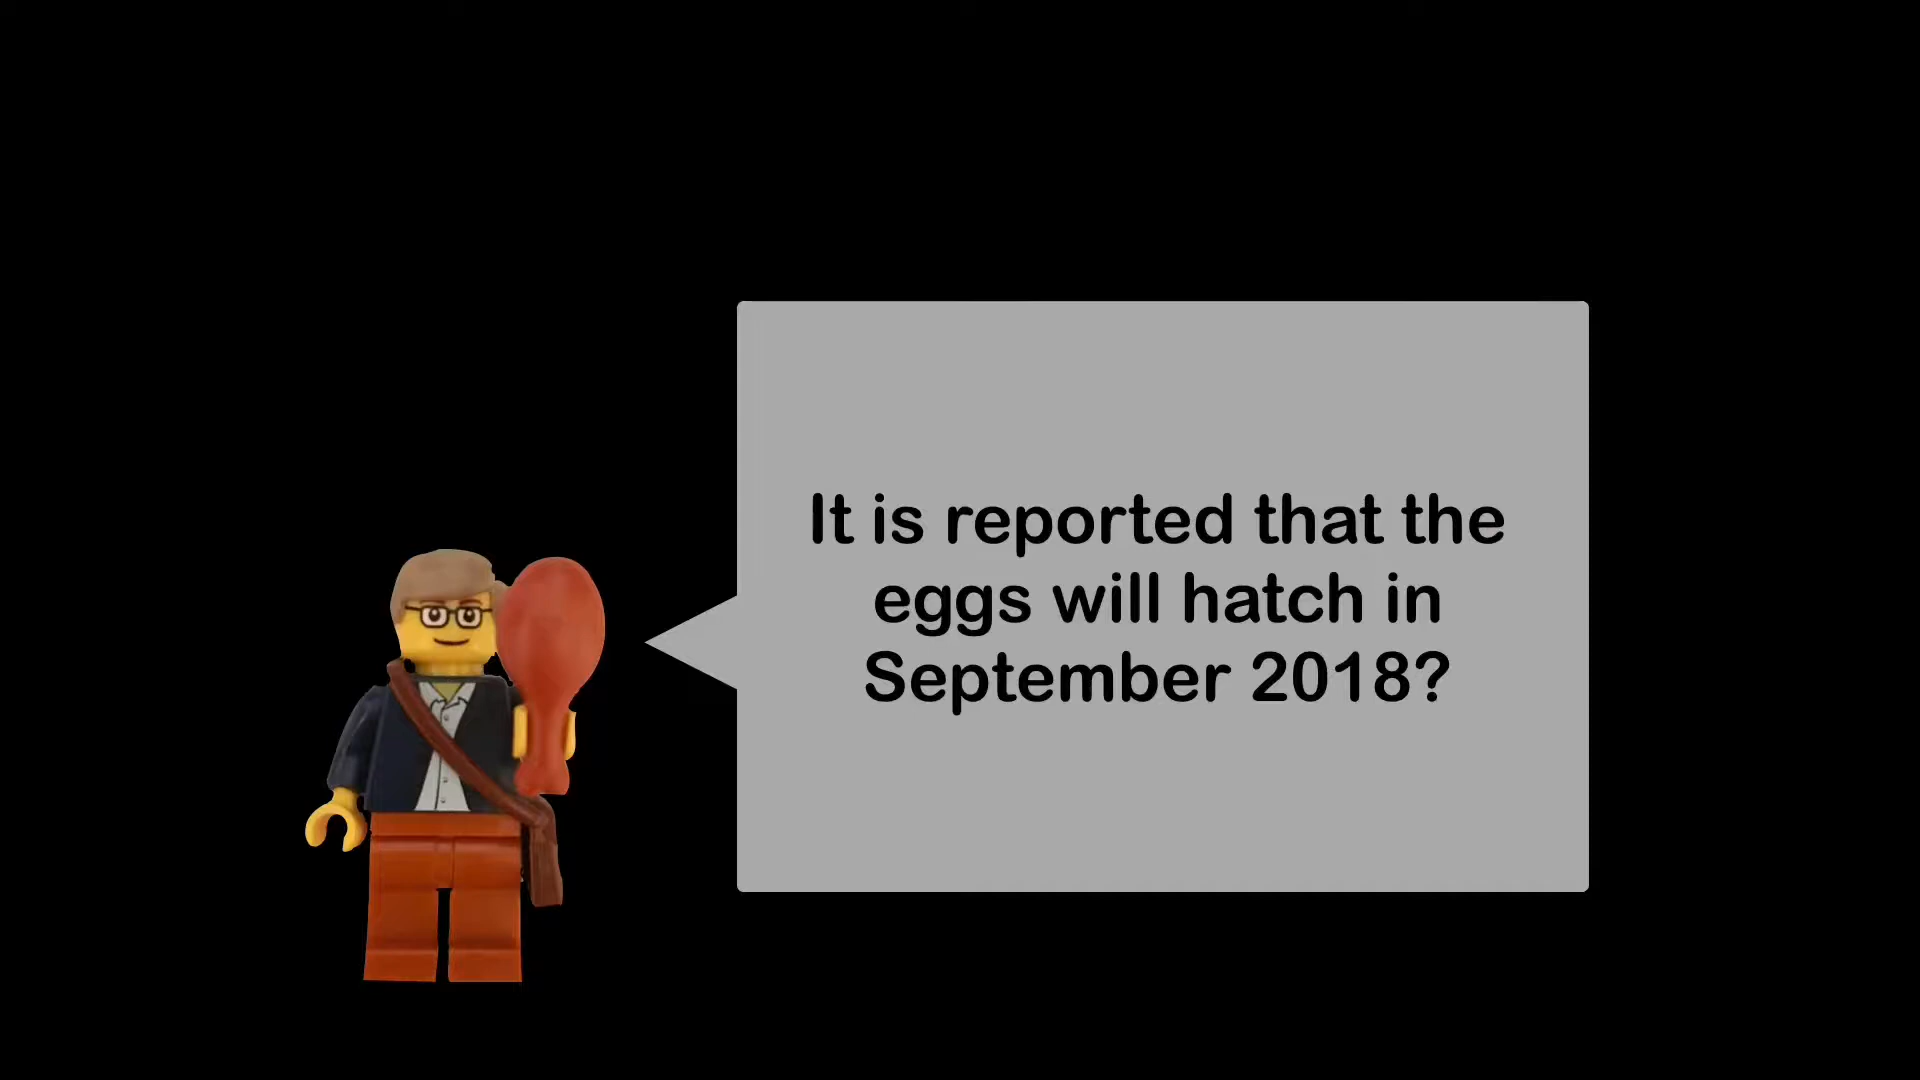 It is reported that the
eggs will hatch in
September 2018?